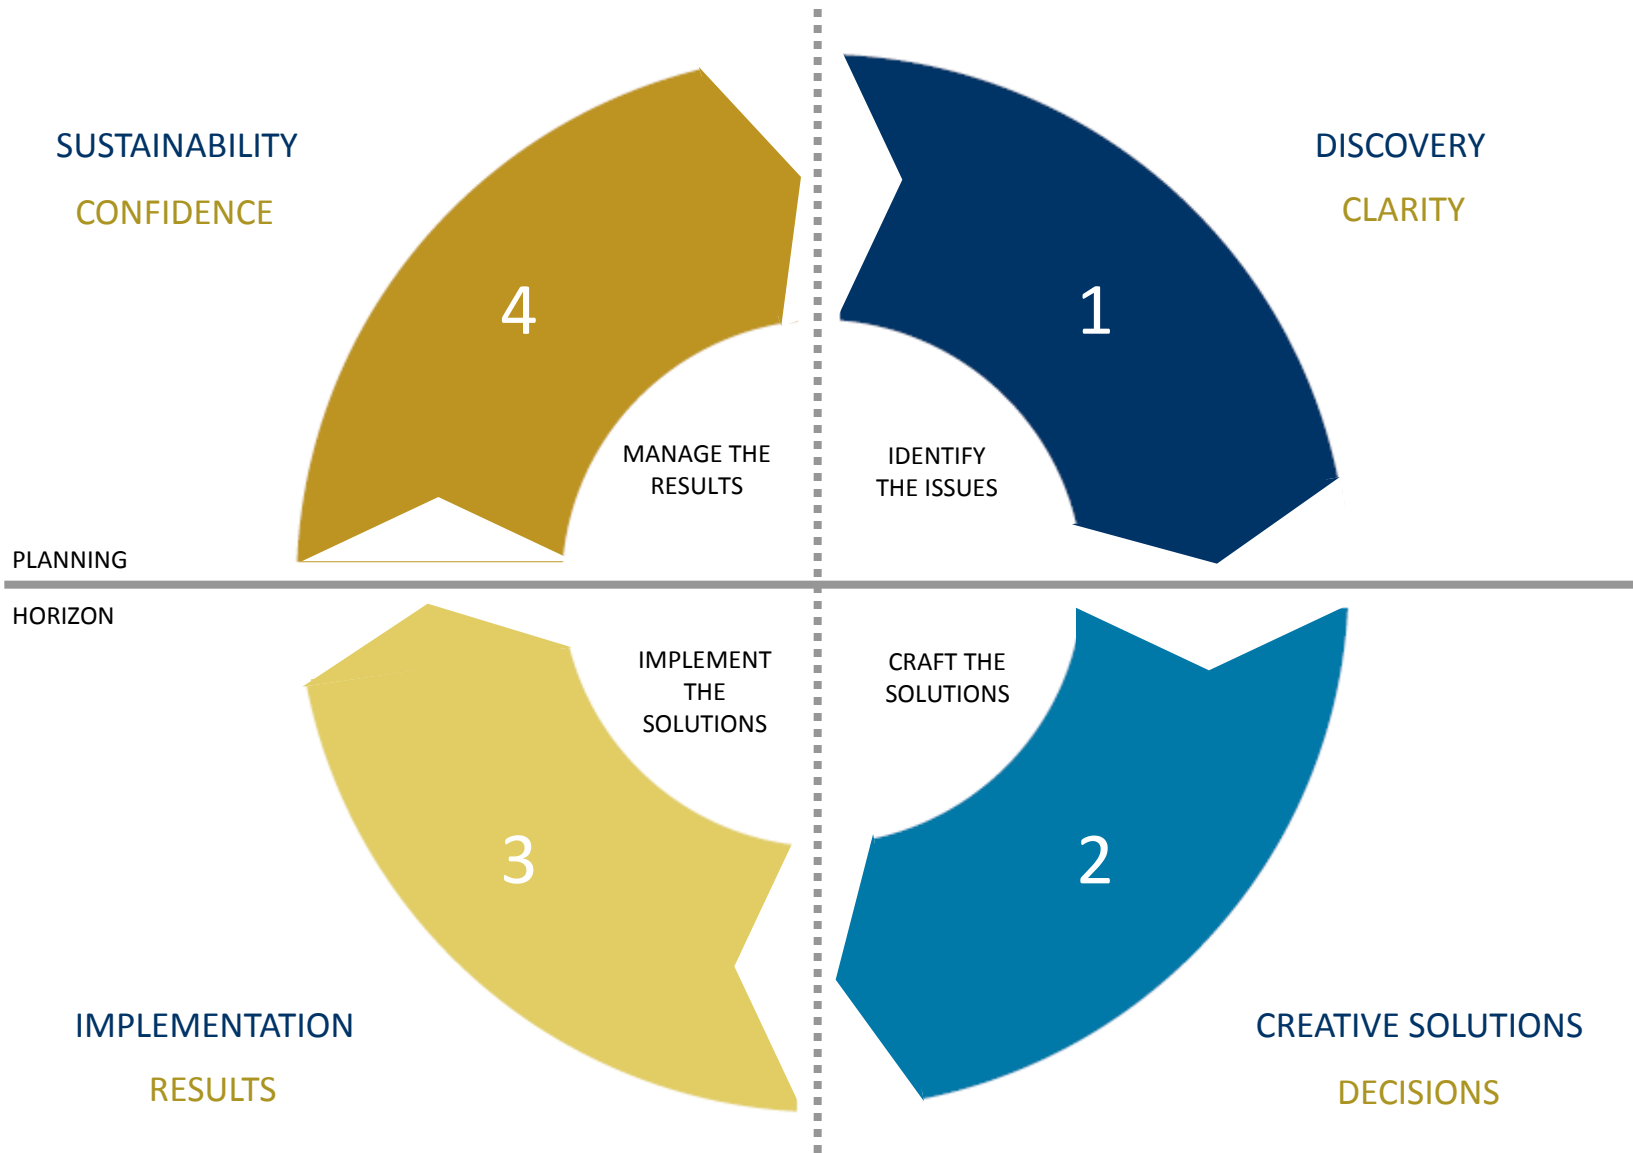 SUSTAINABILITY
CONFIDENCE
DISCOVERY
CLARITY
4
1
MANAGE THE
RESULTS
IDENTIFY
THE ISSUES
PLANNING
HORIZON
IMPLEMENT
THE
SOLUTIONS
CRAFT THE
SOLUTIONS
3
2
IMPLEMENTATION
RESULTS
CREATIVE SOLUTIONS
DECISIONS